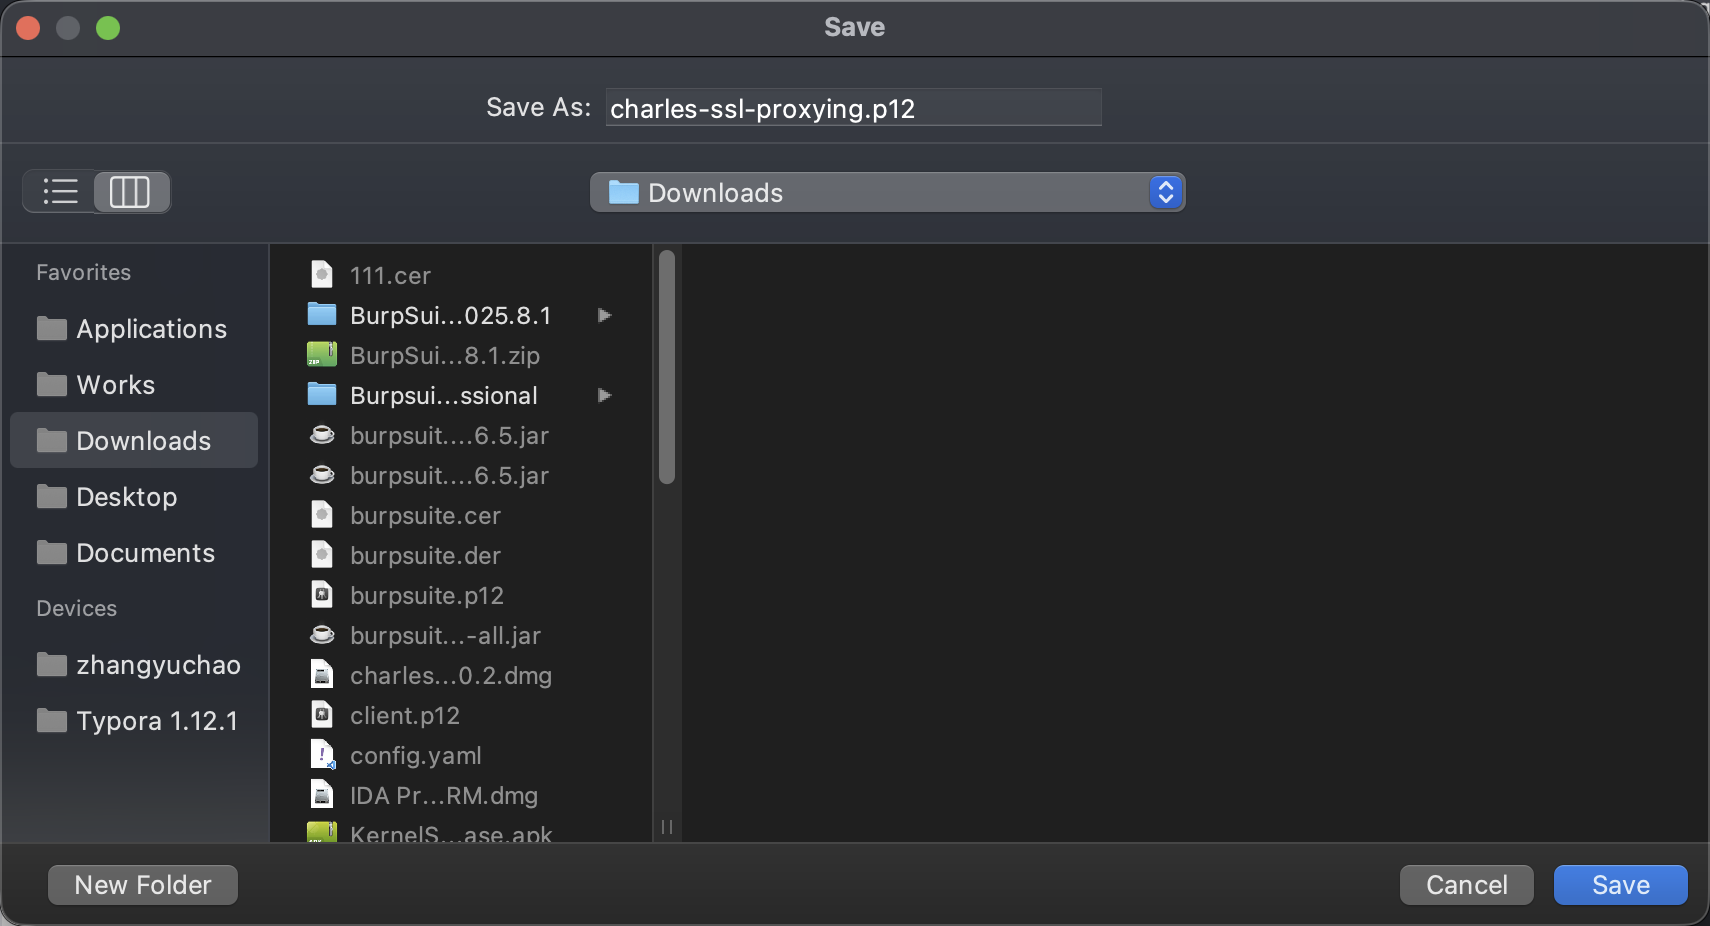 Save
Save As: charles-ssl-proxying.p12
Downloads
Favorites
Applications
Works
Downloads
Desktop
Documents
Devices
zhangyuchao
Typora 1.12.1
111.cer
BurpSui...025.8.1
BurpSui...8.1.zip
Burpsui...ssional
burpsuit....6.5.jar
burpsuit....6.5.jar
burpsuite.cer
burpsuite.der
burpsuite.p12
burpsuit...-all.jar
charles...0.2.dmg
client.p12
config.yaml
IDA Pr...RM.dmg
KernelS...ase.apk
New Folder
Cancel
Save